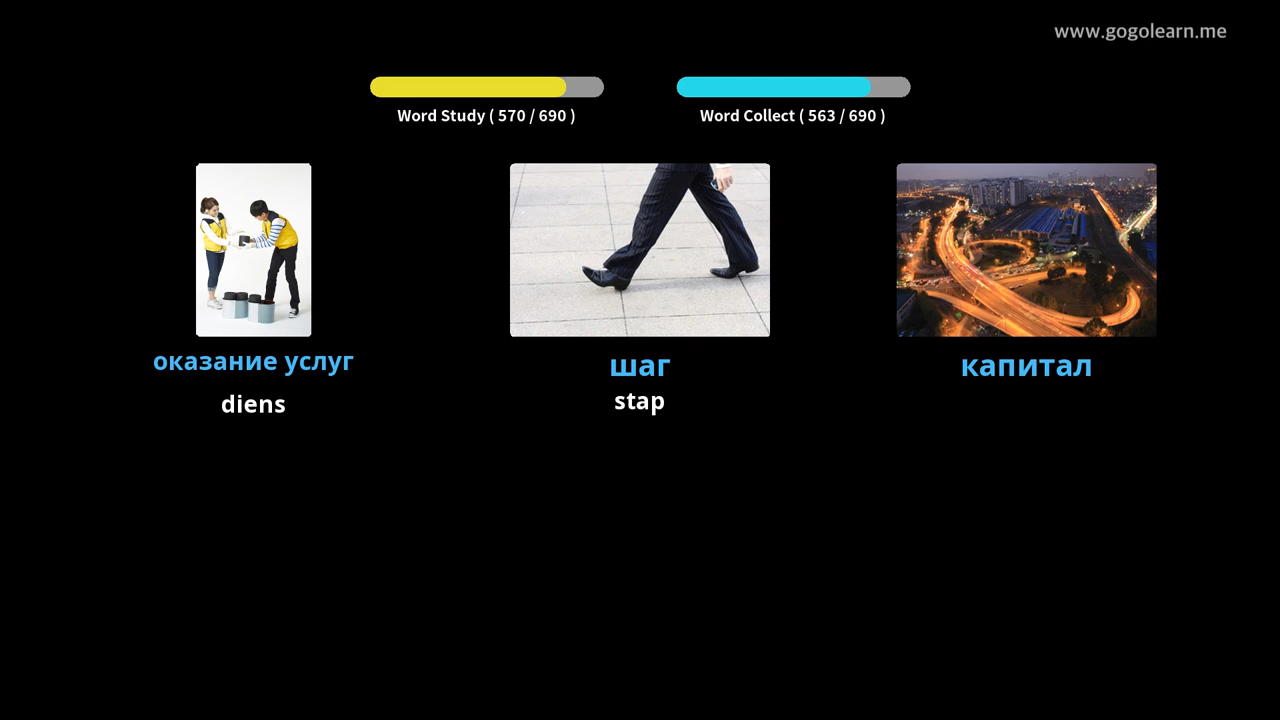 www.gogolearn.me
Word Study ( 570 / 690 )
Word Collect ( 563 / 690 )
оказание услуг
diens
шаг
stap
капитал